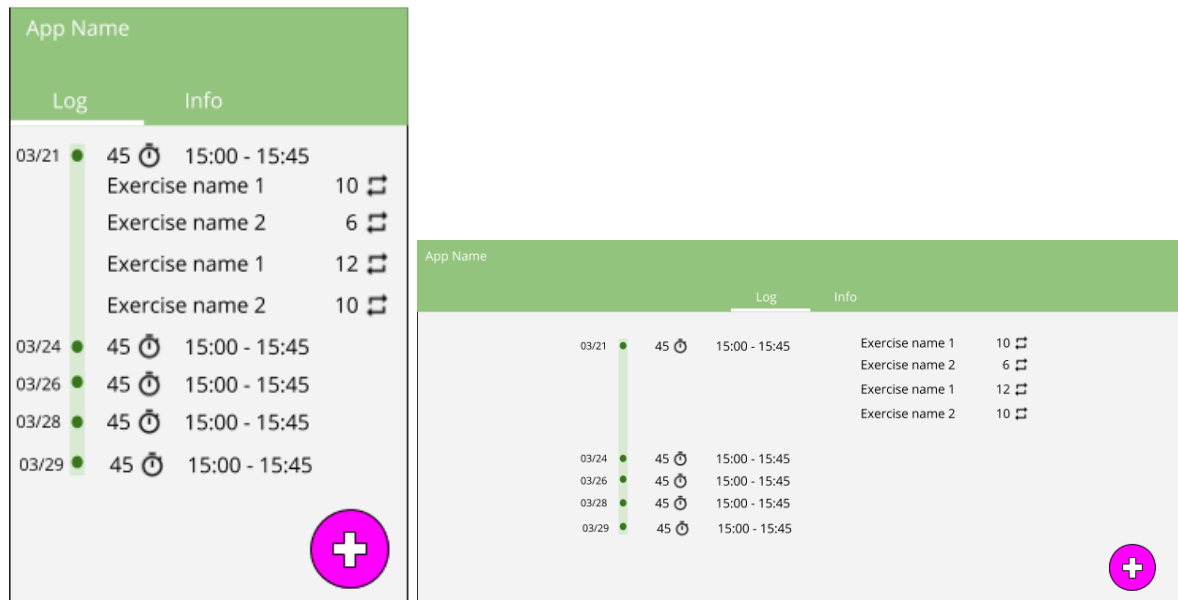 App Name
Log Info
03/21 45 15:00 - 15:45
Exercise name 1 10
Exercise name 2 6
Exercise name 1 12
Exercise name 2 10
03/24 45 15:00 - 15:45
03/26 45 15:00 - 15:45
03/28 45 15:00 - 15:45
03/29 45 15:00 - 15:45
App Name
Log Info
03/21 45 15:00 - 15:45 Exercise name 1 10
Exercise name 2 6
Exercise name 1 12
Exercise name 2 10
03/24 45 15:00 - 15:45
03/26 45 15:00 - 15:45
03/28 45 15:00 - 15:45
03/29 45 15:00 - 15:45